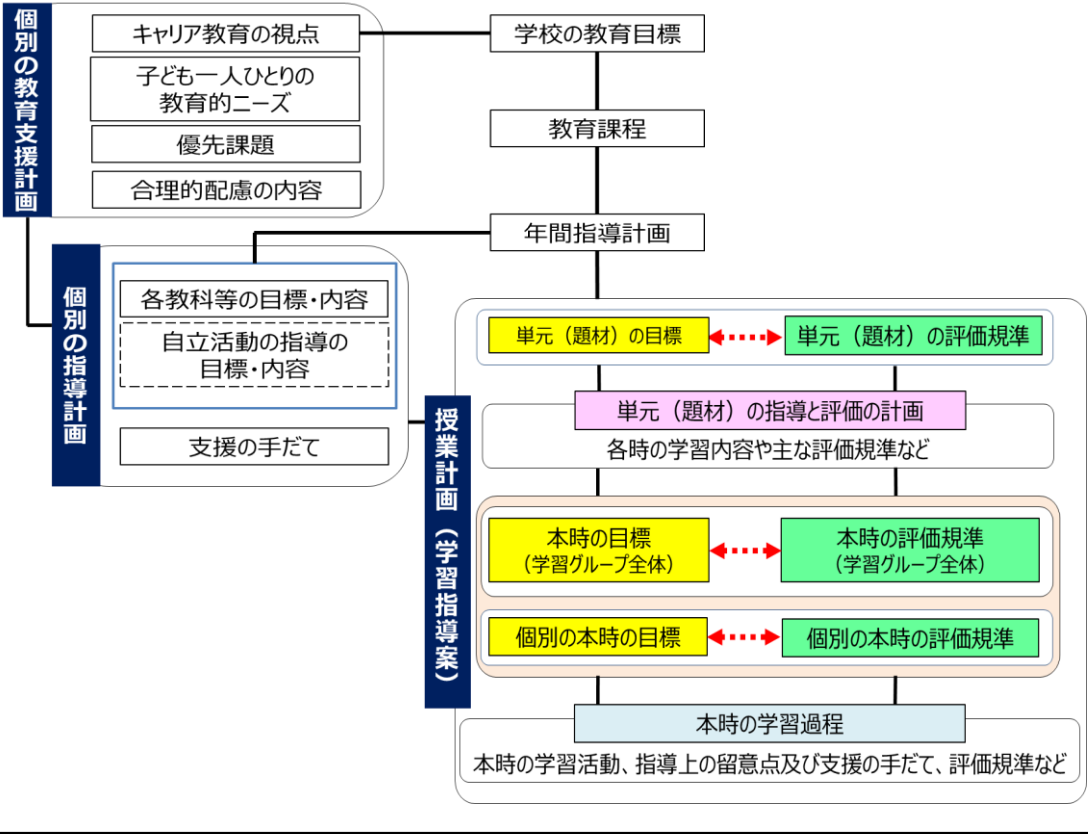 個別の教育支援計画
キャリア教育の視点
子ども一人ひとりの
教育的ニーズ
優先課題
合理的配慮の内容
学校の教育目標
教育課程
年間指導計画
個別の指導計画
各教科等の目標・内容
自立活動の指導の
目標・内容
支援の手だて
授業計画（学習指導案）
単元（題材）の目標
単元（題材）の評価規準
単元（題材）の指導と評価の計画
各時の学習内容や主な評価規準など
本時の目標
（学習グループ全体）
本時の評価規準
（学習グループ全体）
個別の本時の目標
個別の本時の評価規準
本時の学習過程
本時の学習活動、指導上の留意点及び支援の手だて、評価規準など